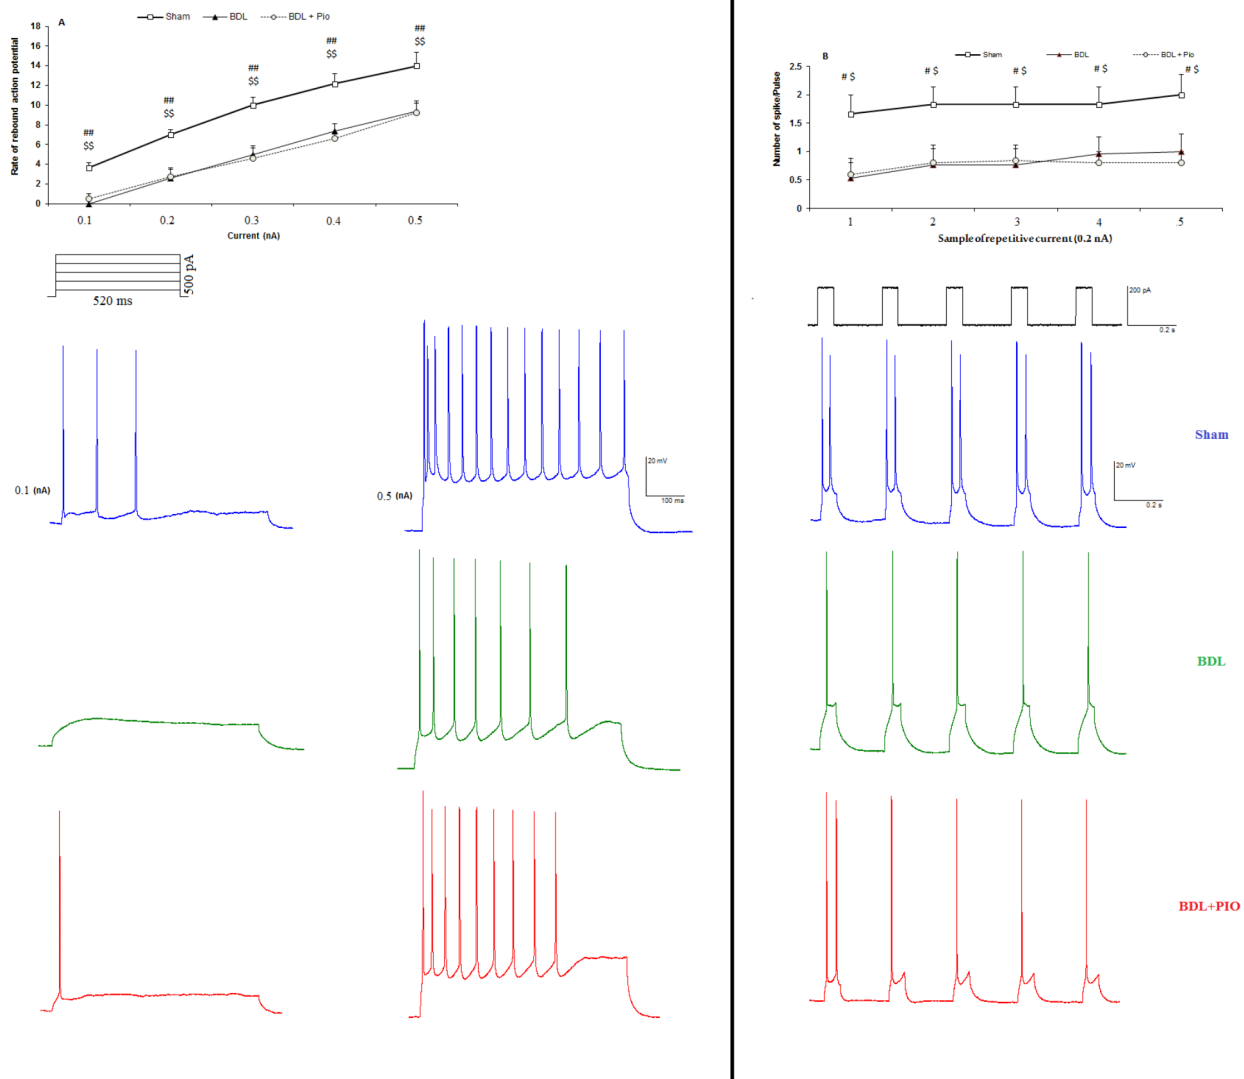 A
Sham
BDL
BDL + Pio
Rate of rebound action potential
18
16
14
12
10
8
6
4
2
0
##
$$
##
$$
##
$$
##
$$
##
$$
0.1
0.2
0.3
0.4
0.5
Current (nA)
520 ms
500 pA
0.1 (nA)
0.5 (nA)
20 mV
100 ms
B
Sham
BDL
BDL + Pio
Number of spike/Pulse
2.5
2
1.5
1
0.5
0
# $
# $
# $
# $
# $
1
2
3
4
5
Sample of repetitive current (0.2 nA)
200 pA
0.2 s
Sham
20 mV
0.2 s
BDL
BDL+PIO